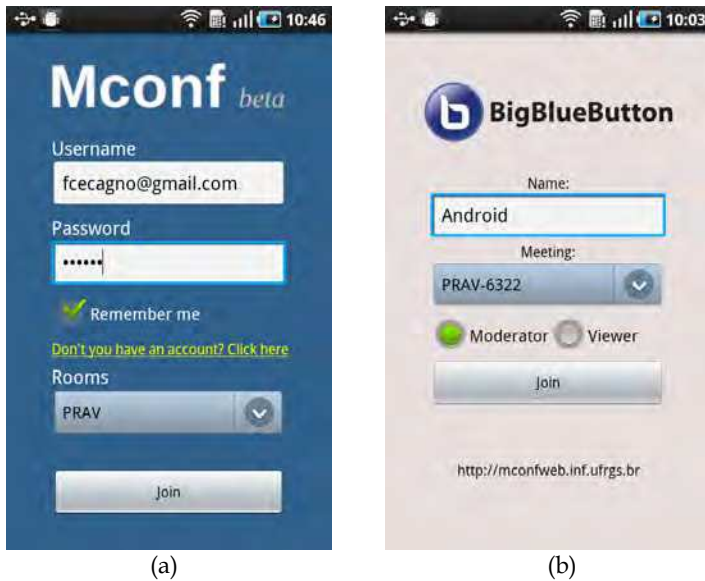 10:46
Mconf beta
Username
fcecagno@gmail.com
Password
••••••
Remember me
Don't you have an account? Click here
Rooms
PRAV
Join
(a)
10:03
b BigBlueButton
Name:
Android
Meeting:
PRAV-6322
Moderator Viewer
Join
http://mconfweb.inf.ufrgs.br
(b)